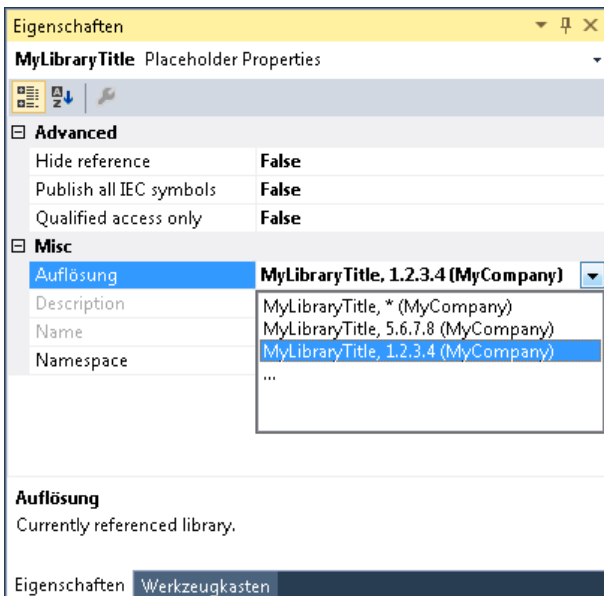 Eigenschaften
MyLibraryTitle Placeholder Properties
Advanced
Hide reference False
Publish all IEC symbols False
Qualified access only False
Misc
Auflösung MyLibraryTitle, 1.2.3.4 (MyCompany)
Description
Name
Namespace
MyLibraryTitle, * (MyCompany)
MyLibraryTitle, 5.6.7.8 (MyCompany)
MyLibraryTitle, 1.2.3.4 (MyCompany)
...
Auflösung
Currently referenced library.
Eigenschaften Werkzeugkasten